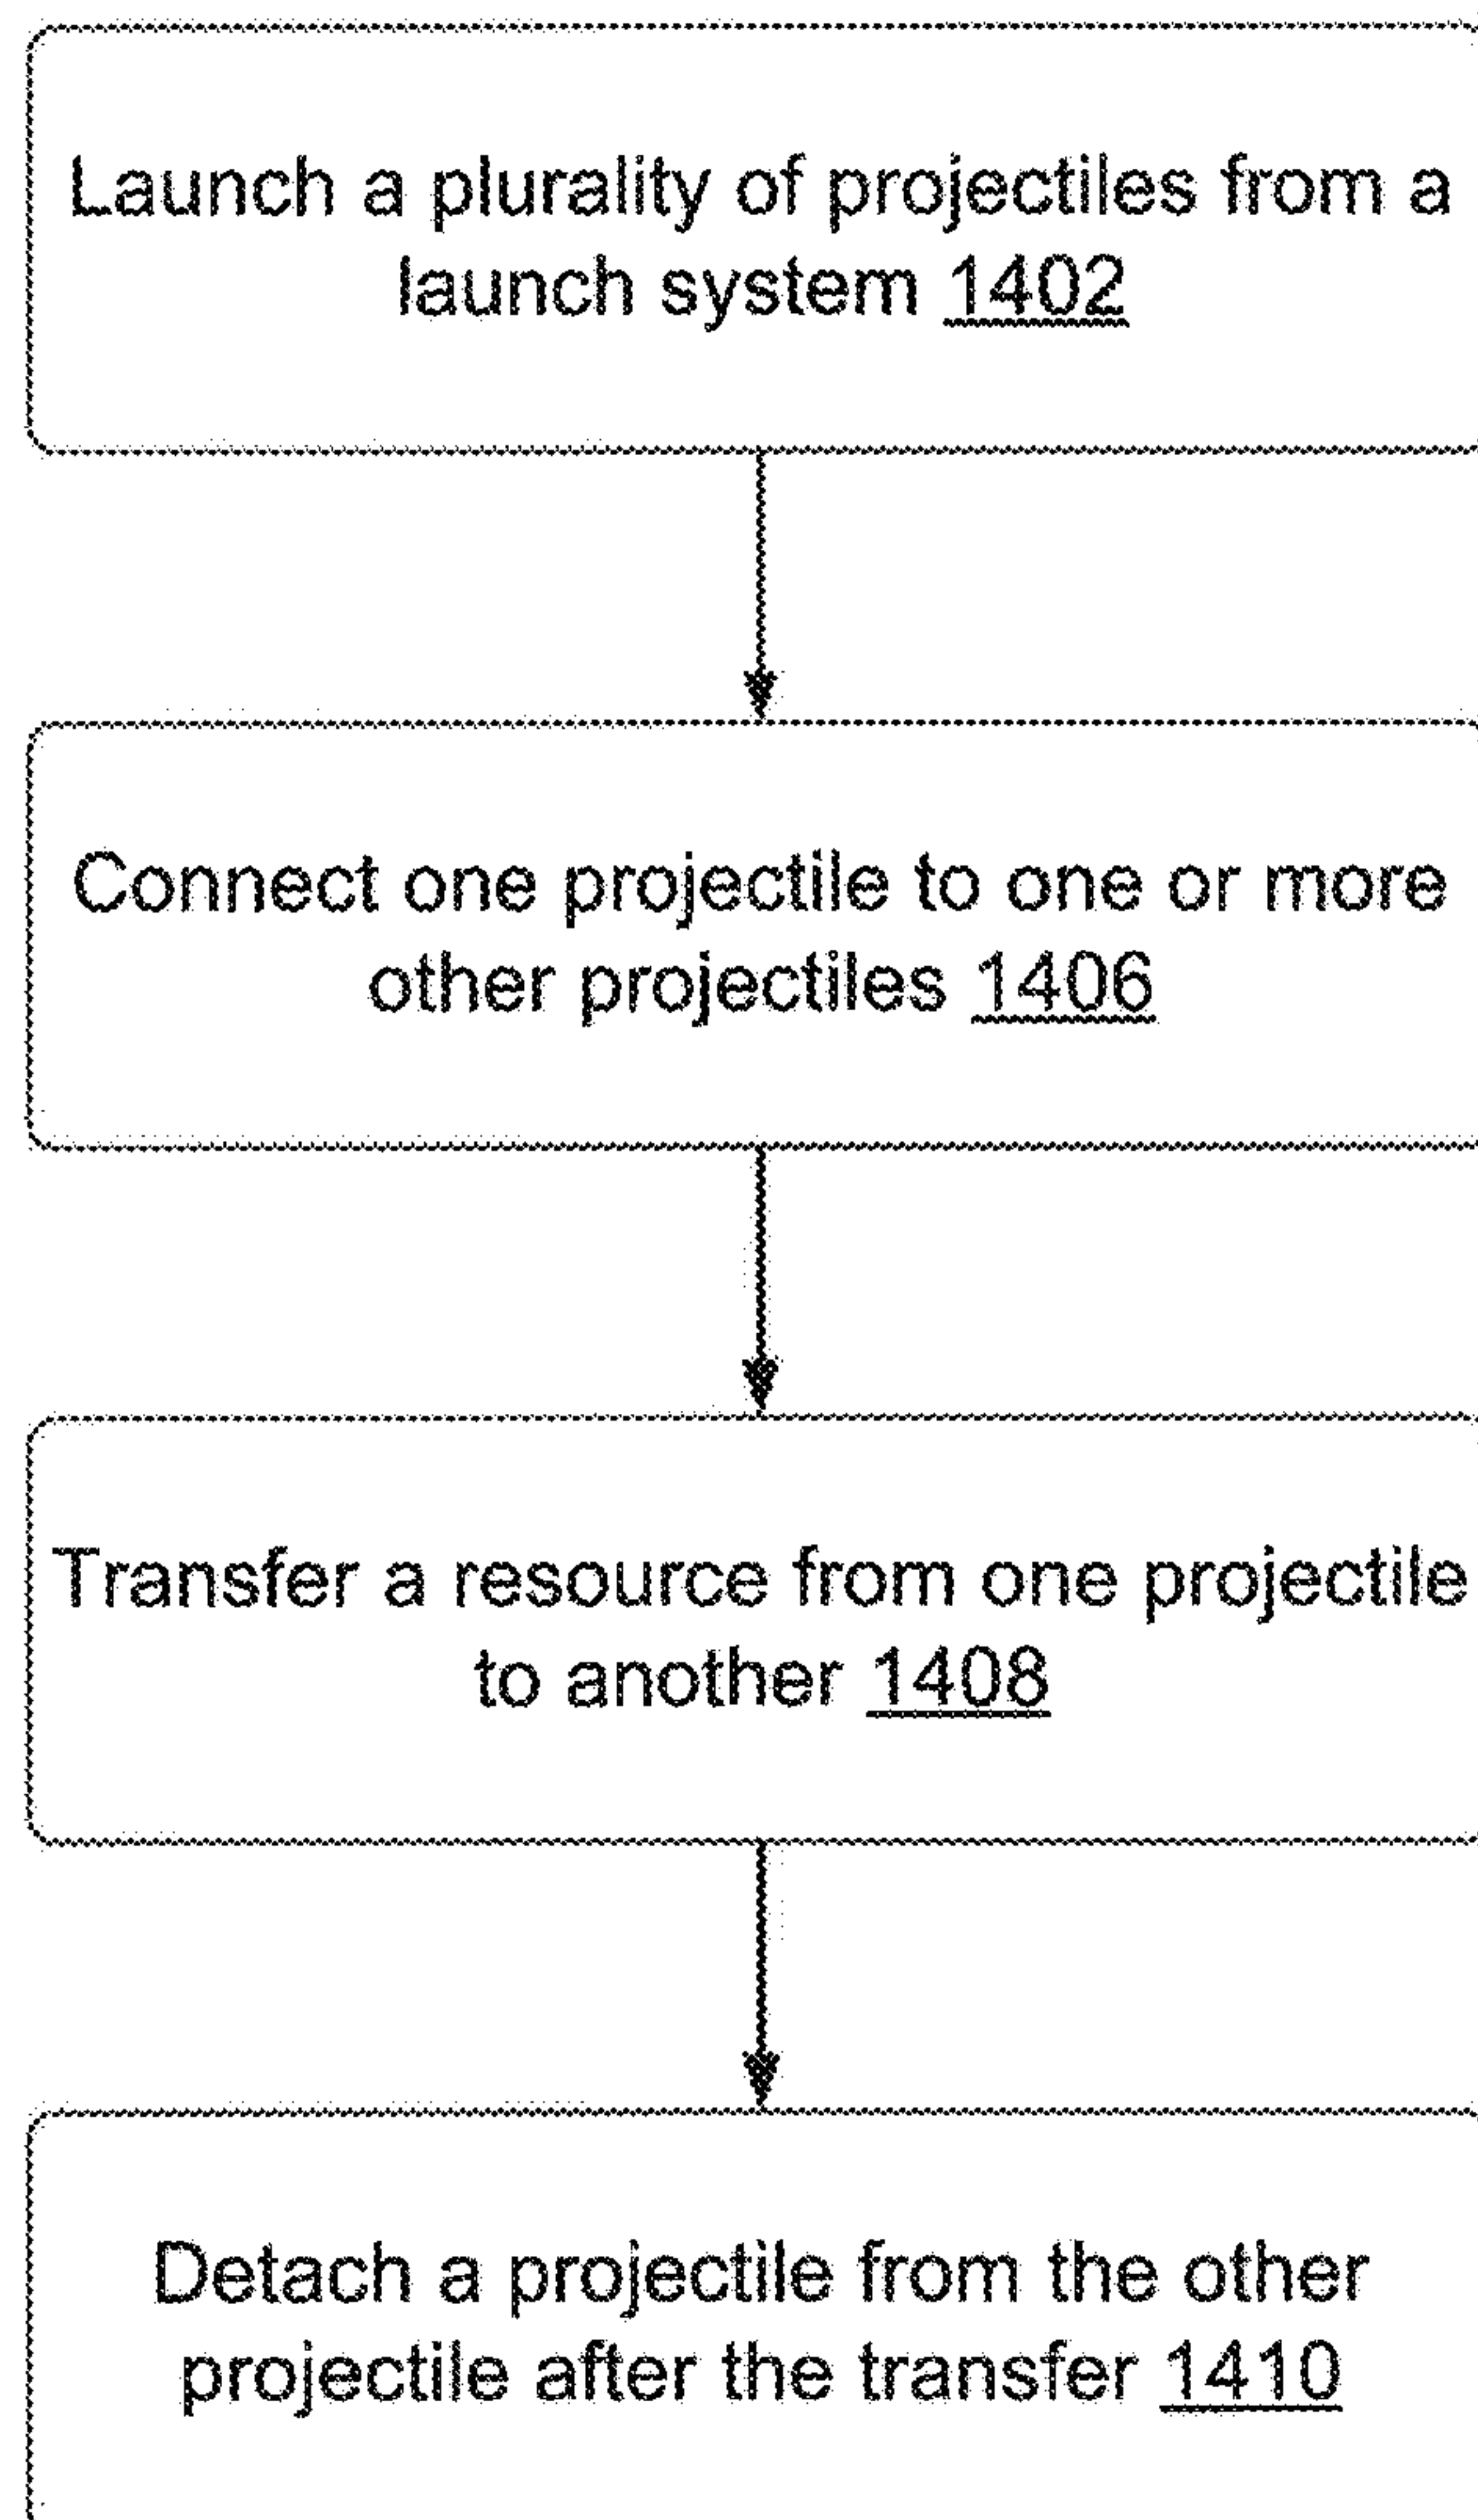 Launch a plurality of projectiles from a
launch system 1402
Connect one projectile to one or more
other projectiles 1406
Transfer a resource from one projectile
to another 1408
Detach a projectile from the other
projectile after the transfer 1410